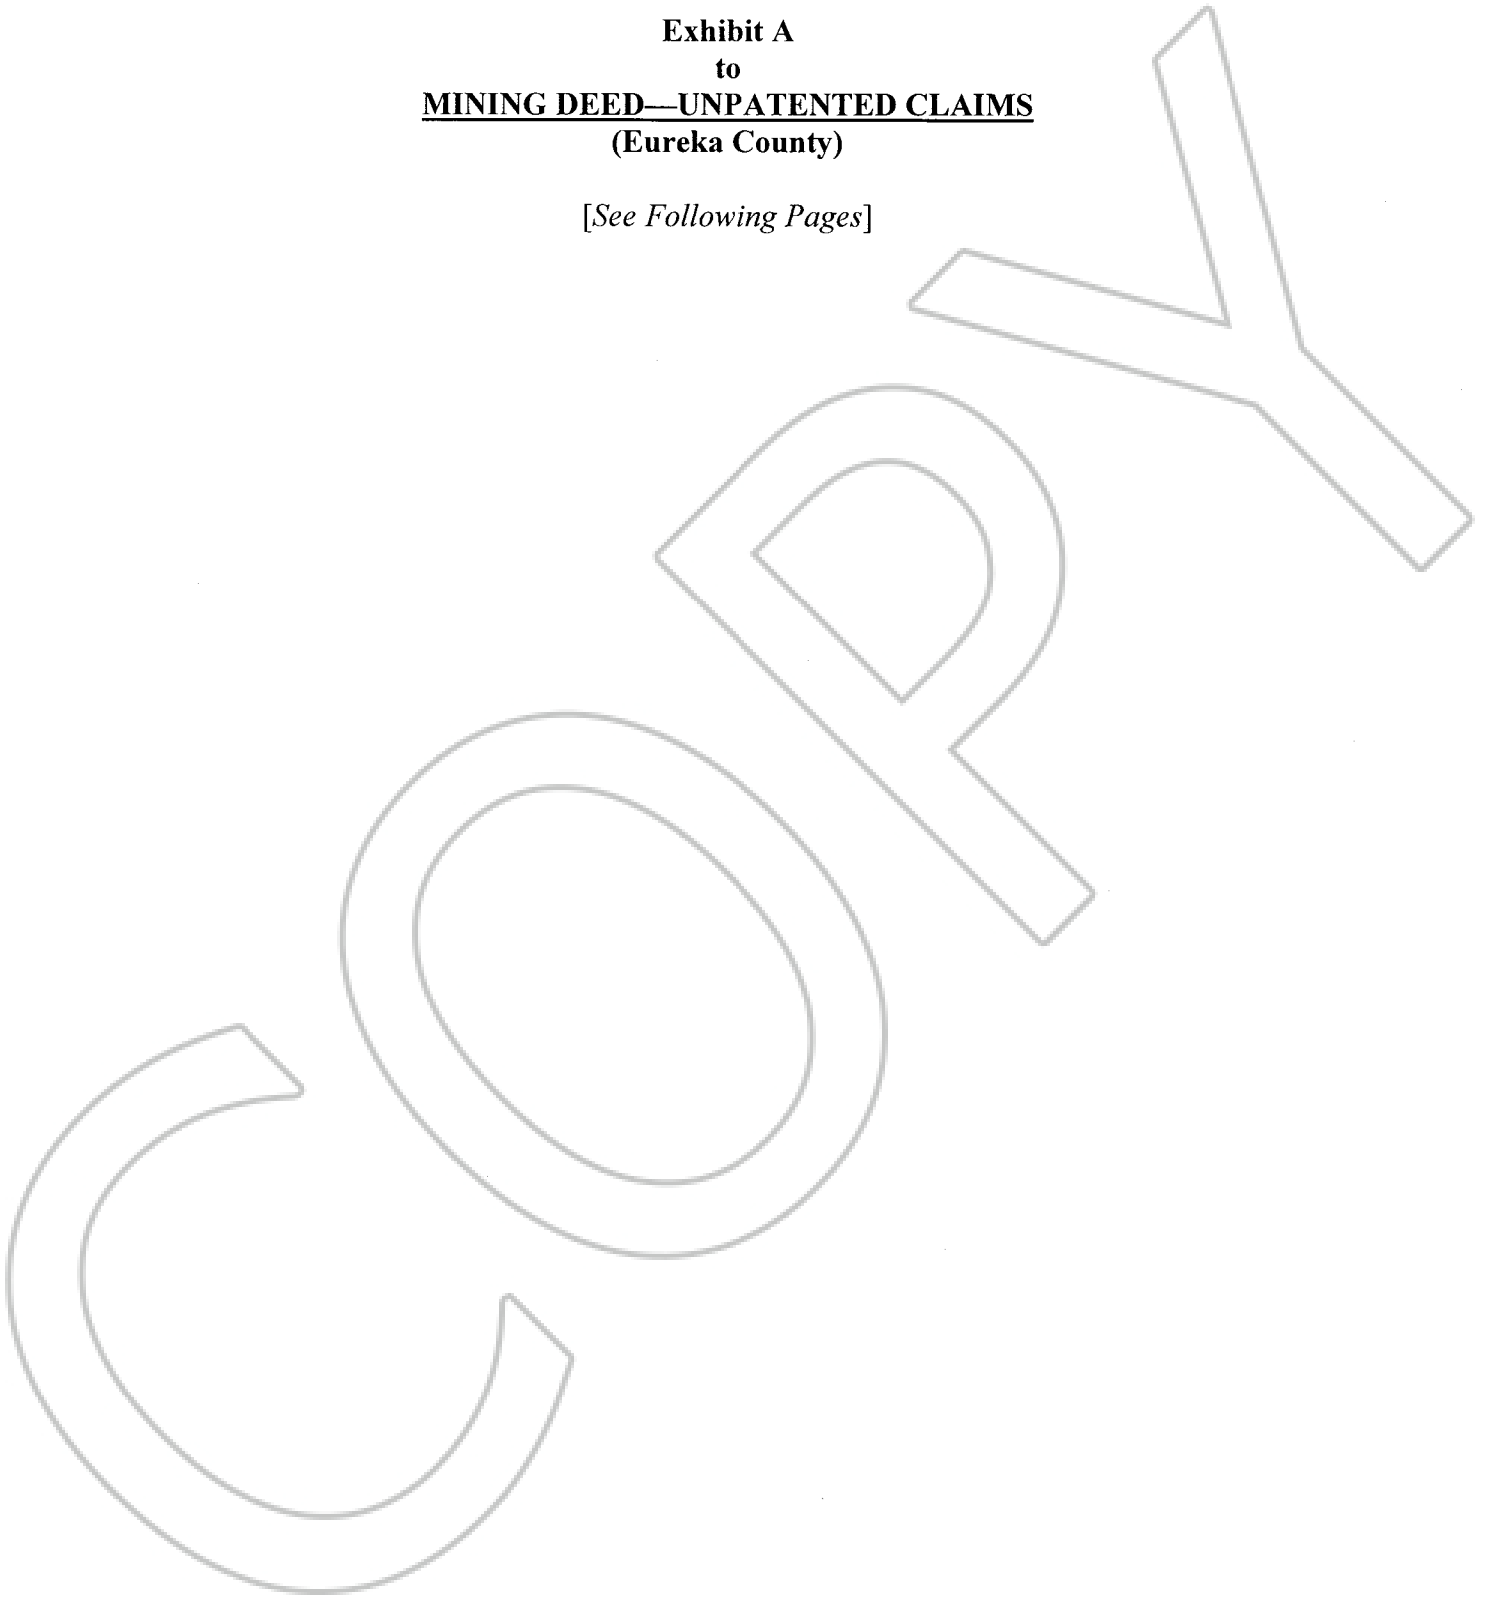 Exhibit A
to
MINING DEED—UNPATENTED CLAIMS
(Eureka County)
[See Following Pages]
COPY